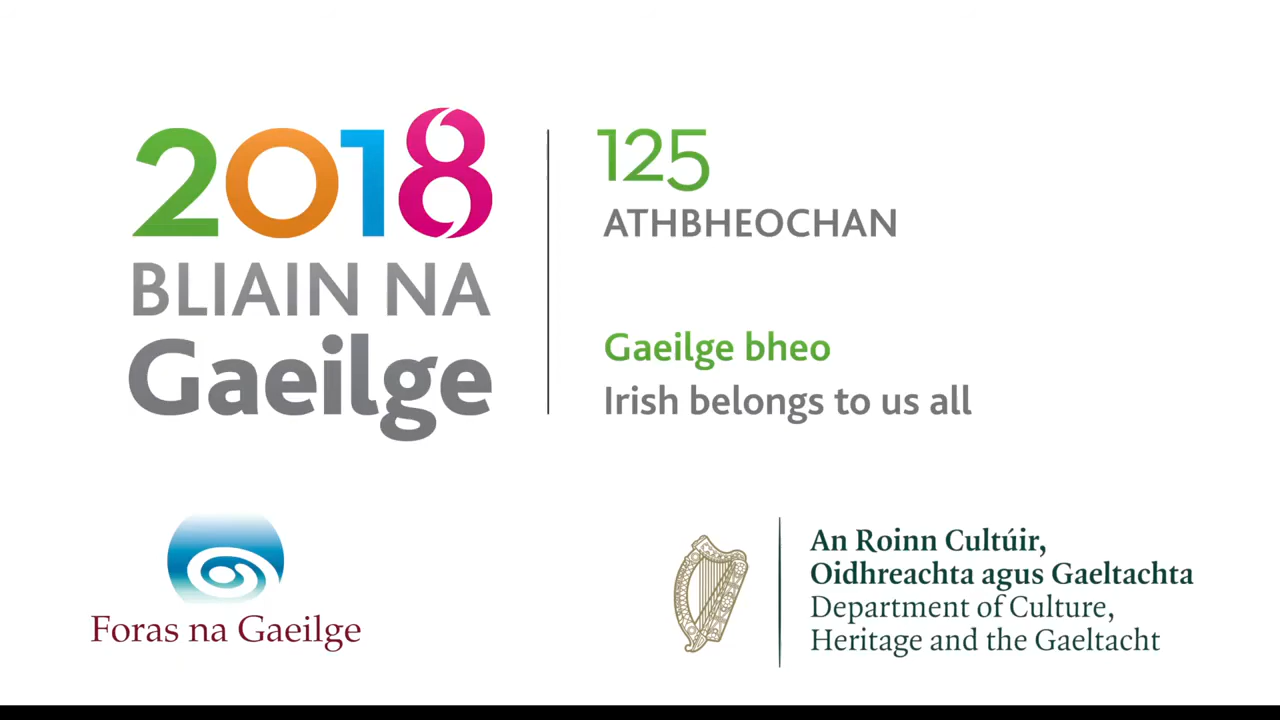 2018
BLIAIN NA
Gaeilge
125
ATHBHEOCHAN
Gaeilge bheo
Irish belongs to us all
Foras na Gaeilge
An Roinn Cultúir,
Oidhreachta agus Gaeltachta
Department of Culture,
Heritage and the Gaeltacht